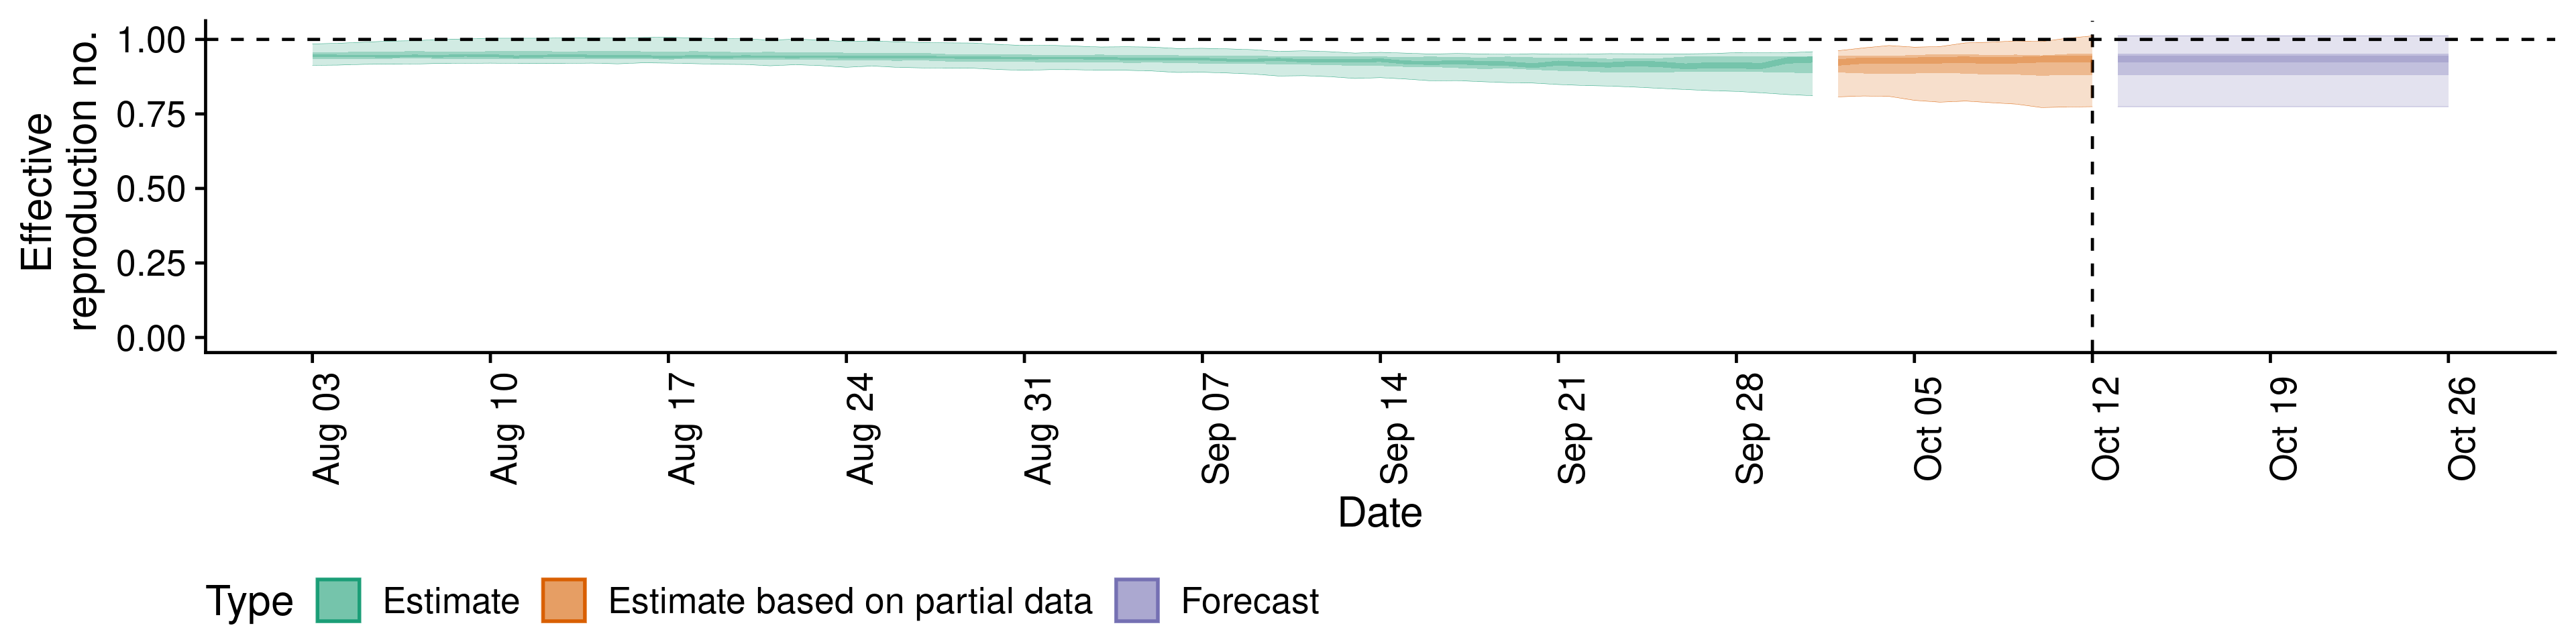 Effective
reproduction no.
1.00
0.75
0.50
0.25
0.00
Aug 03
Aug 10
Aug 17
Aug 24
Aug 31
Sep 07
Sep 14
Sep 21
Sep 28
Oct 05
Oct 12
Oct 19
Oct 26
Date
Type Estimate Estimate based on partial data Forecast